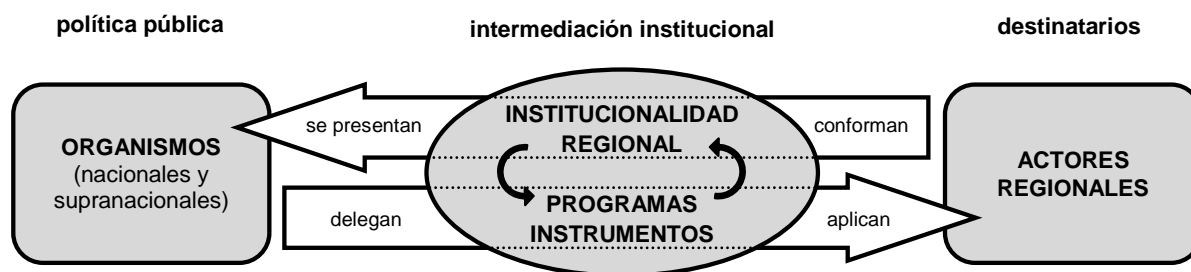 política pública
intermediación institucional
destinatarios
ORGANISMOS
(nacionales y
supranacionales)
se presentan
INSTITUCIONALIDAD
REGIONAL
conforman
delegan
PROGRAMAS
INSTRUMENTOS
aplican
ACTORES
REGIONALES